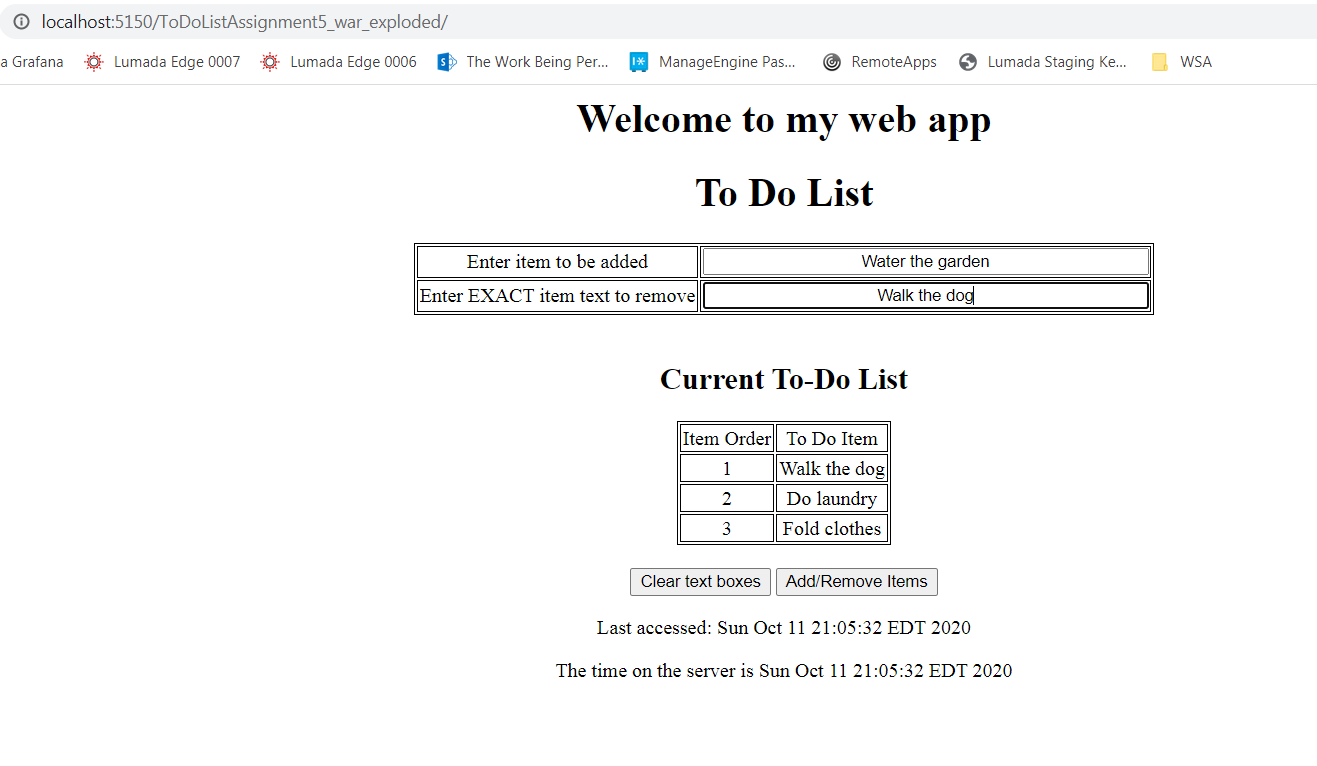 localhost:5150/ToDoListAssignment5_war_exploded/
a Grafana Lumada Edge 0007 Lumada Edge 0006 The Work Being Per... ManageEngine Pas... RemoteApps Lumada Staging Ke... WSA
Welcome to my web app
To Do List
Enter item to be added Water the garden
Enter EXACT item text to remove Walk the dog
Current To-Do List
Item Order To Do Item
1 Walk the dog
2 Do laundry
3 Fold clothes
Clear text boxes Add/Remove Items
Last accessed: Sun Oct 11 21:05:32 EDT 2020
The time on the server is Sun Oct 11 21:05:32 EDT 2020